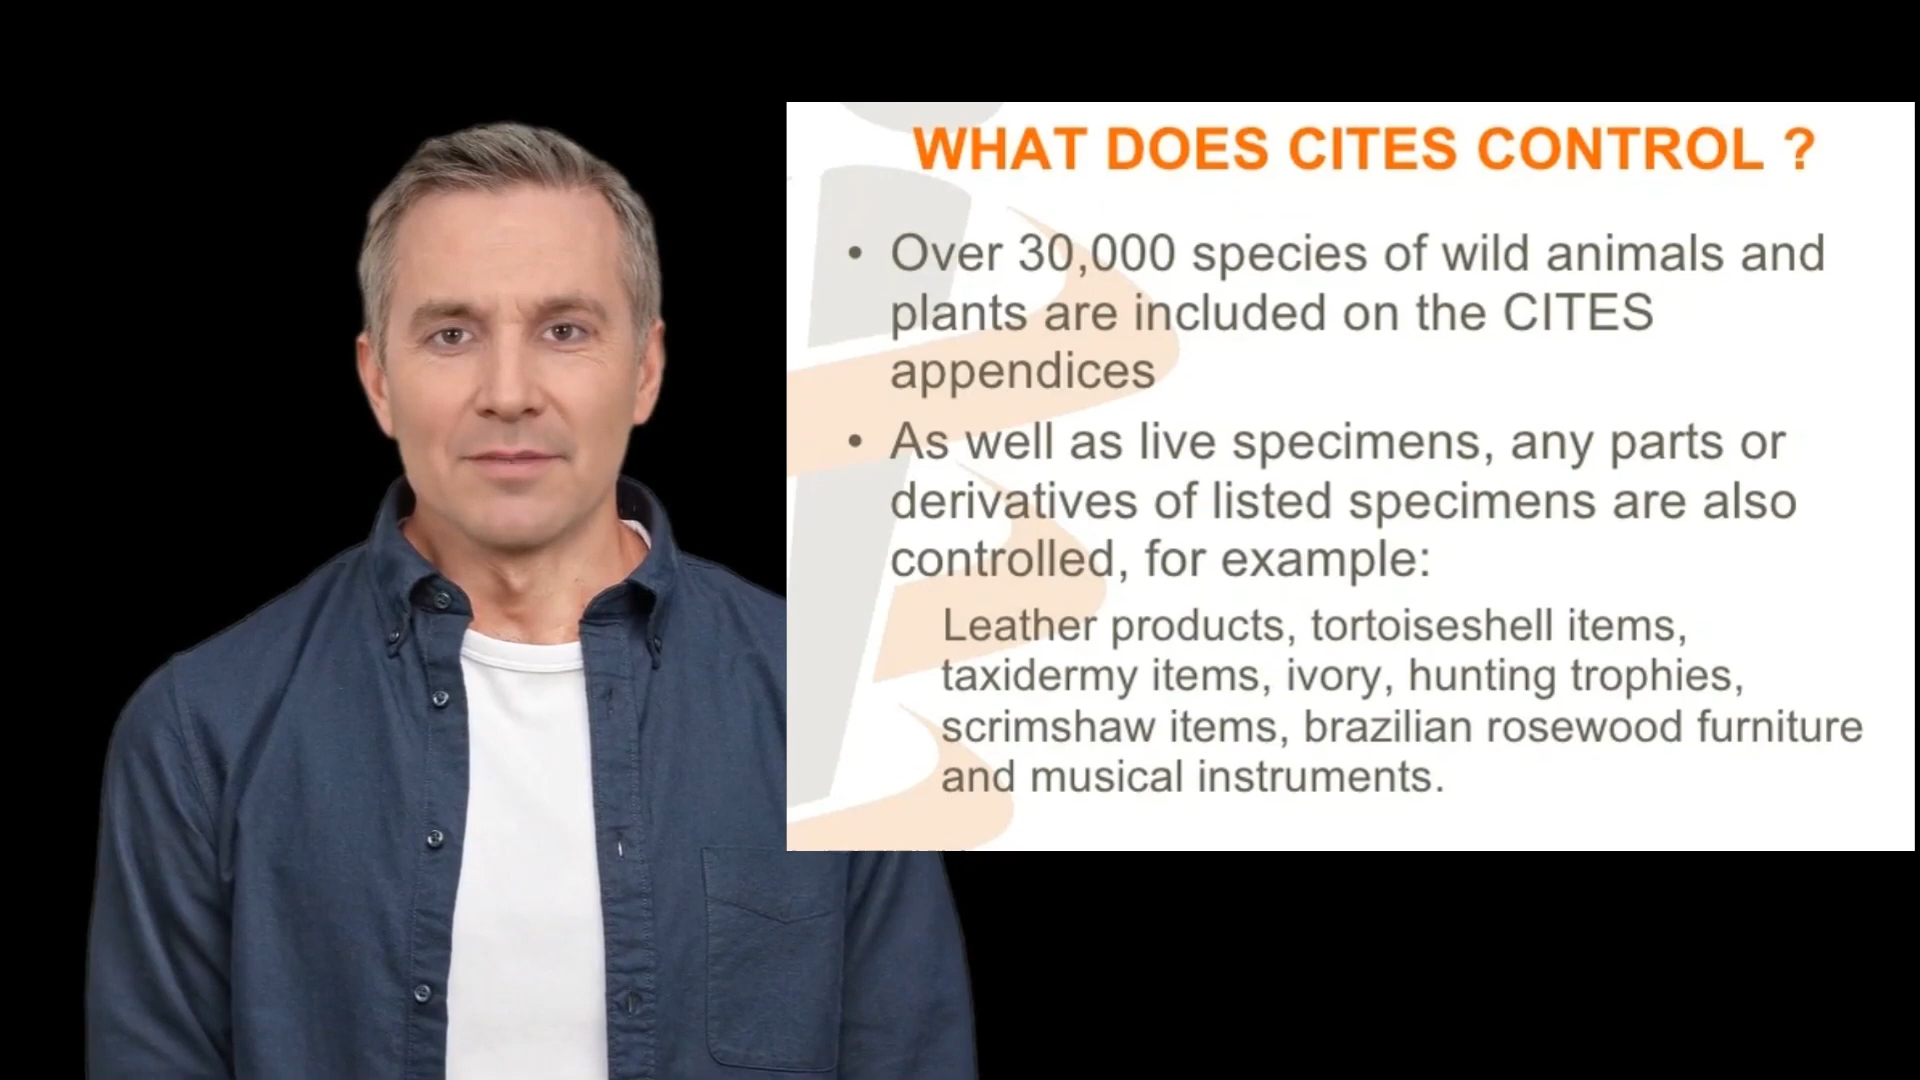 WHAT DOES CITES CONTROL ?
• Over 30,000 species of wild animals and
plants are included on the CITES
appendices
• As well as live specimens, any parts or
derivatives of listed specimens are also
controlled, for example:
Leather products, tortoiseshell items,
taxidermy items, ivory, hunting trophies,
scrimshaw items, brazilian rosewood furniture
and musical instruments.